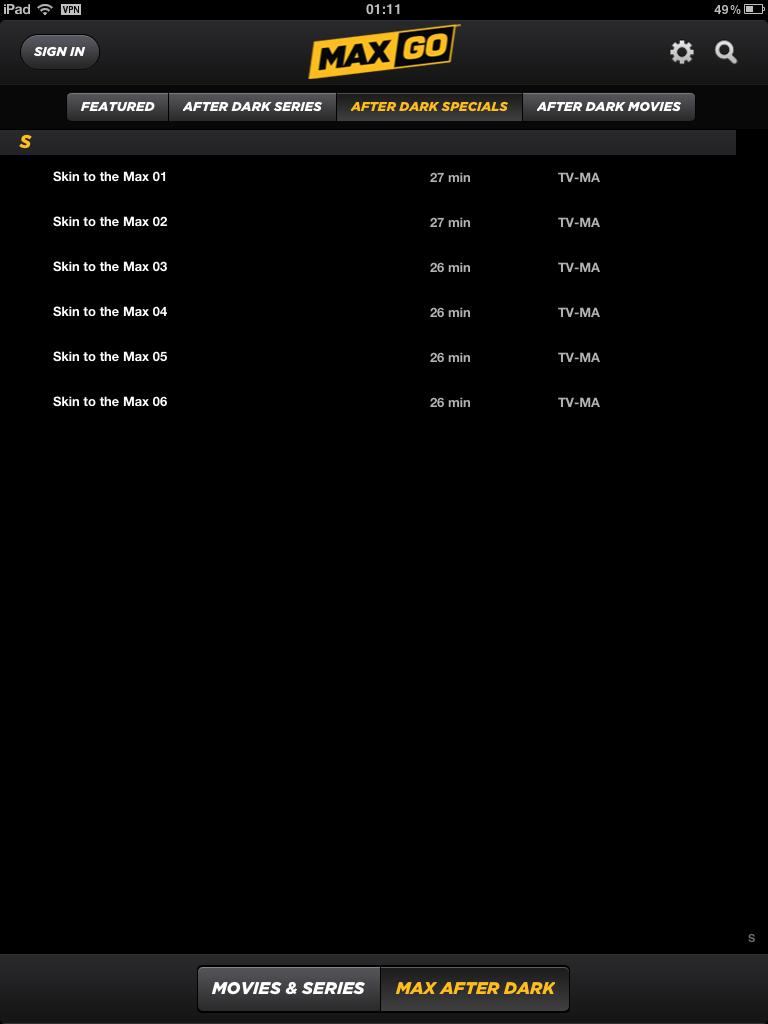 iPad VPN 01:11 49%
SIGN IN MAX GO
FEATURED AFTER DARK SERIES AFTER DARK SPECIALS AFTER DARK MOVIES
S
Skin to the Max 01 27 min TV-MA
Skin to the Max 02 27 min TV-MA
Skin to the Max 03 26 min TV-MA
Skin to the Max 04 26 min TV-MA
Skin to the Max 05 26 min TV-MA
Skin to the Max 06 26 min TV-MA
S
MOVIES & SERIES MAX AFTER DARK